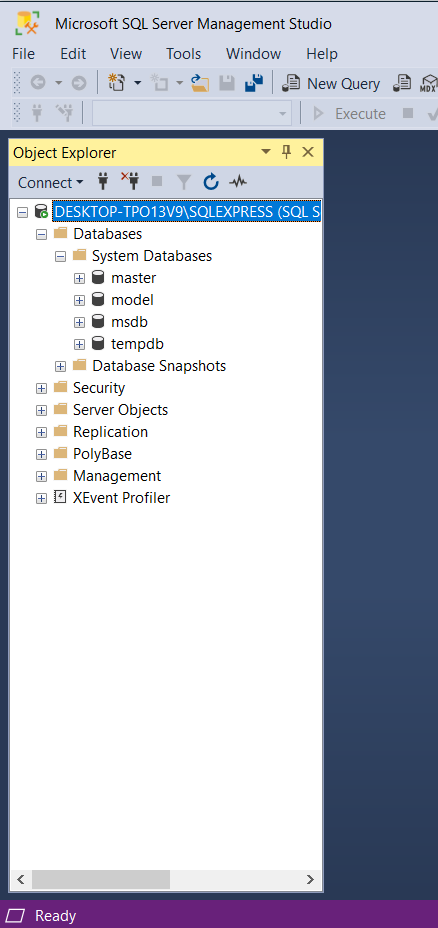 Microsoft SQL Server Management Studio
File Edit View Tools Window Help
New Query MDX
Execute
Object Explorer
Connect
DESKTOP-TPO13V9\SQLEXPRESS (SQL S
Databases
System Databases
master
model
msdb
tempdb
Database Snapshots
Security
Server Objects
Replication
PolyBase
Management
XEvent Profiler
Ready